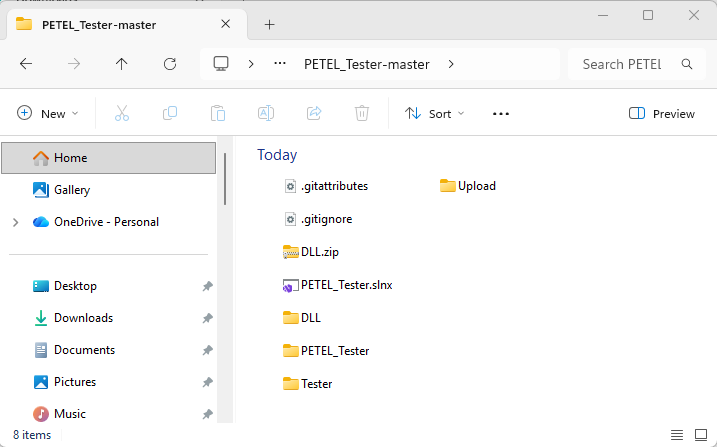 PETEL_Tester-master
PETEL_Tester-master
Search PETEL
New
Sort
Preview
Home
Gallery
OneDrive - Personal
Desktop
Downloads
Documents
Pictures
Music
Today
.gitattributes
.gitignore
DLL.zip
PETEL_Tester.slnx
DLL
PETEL_Tester
Tester
Upload
8 items